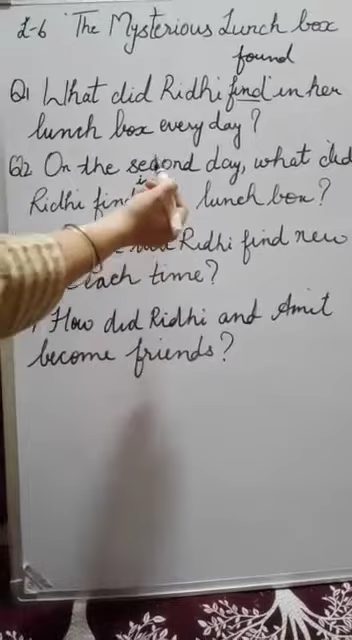 L-6 The Mysterious Lunch box
found
Q1 What did Ridhi find in her
lunch box every day?
Q2 On the second day, what did
Ridhi find lunch box?
Ridhi find new
each time?
How did Ridhi and Amit
become friends?